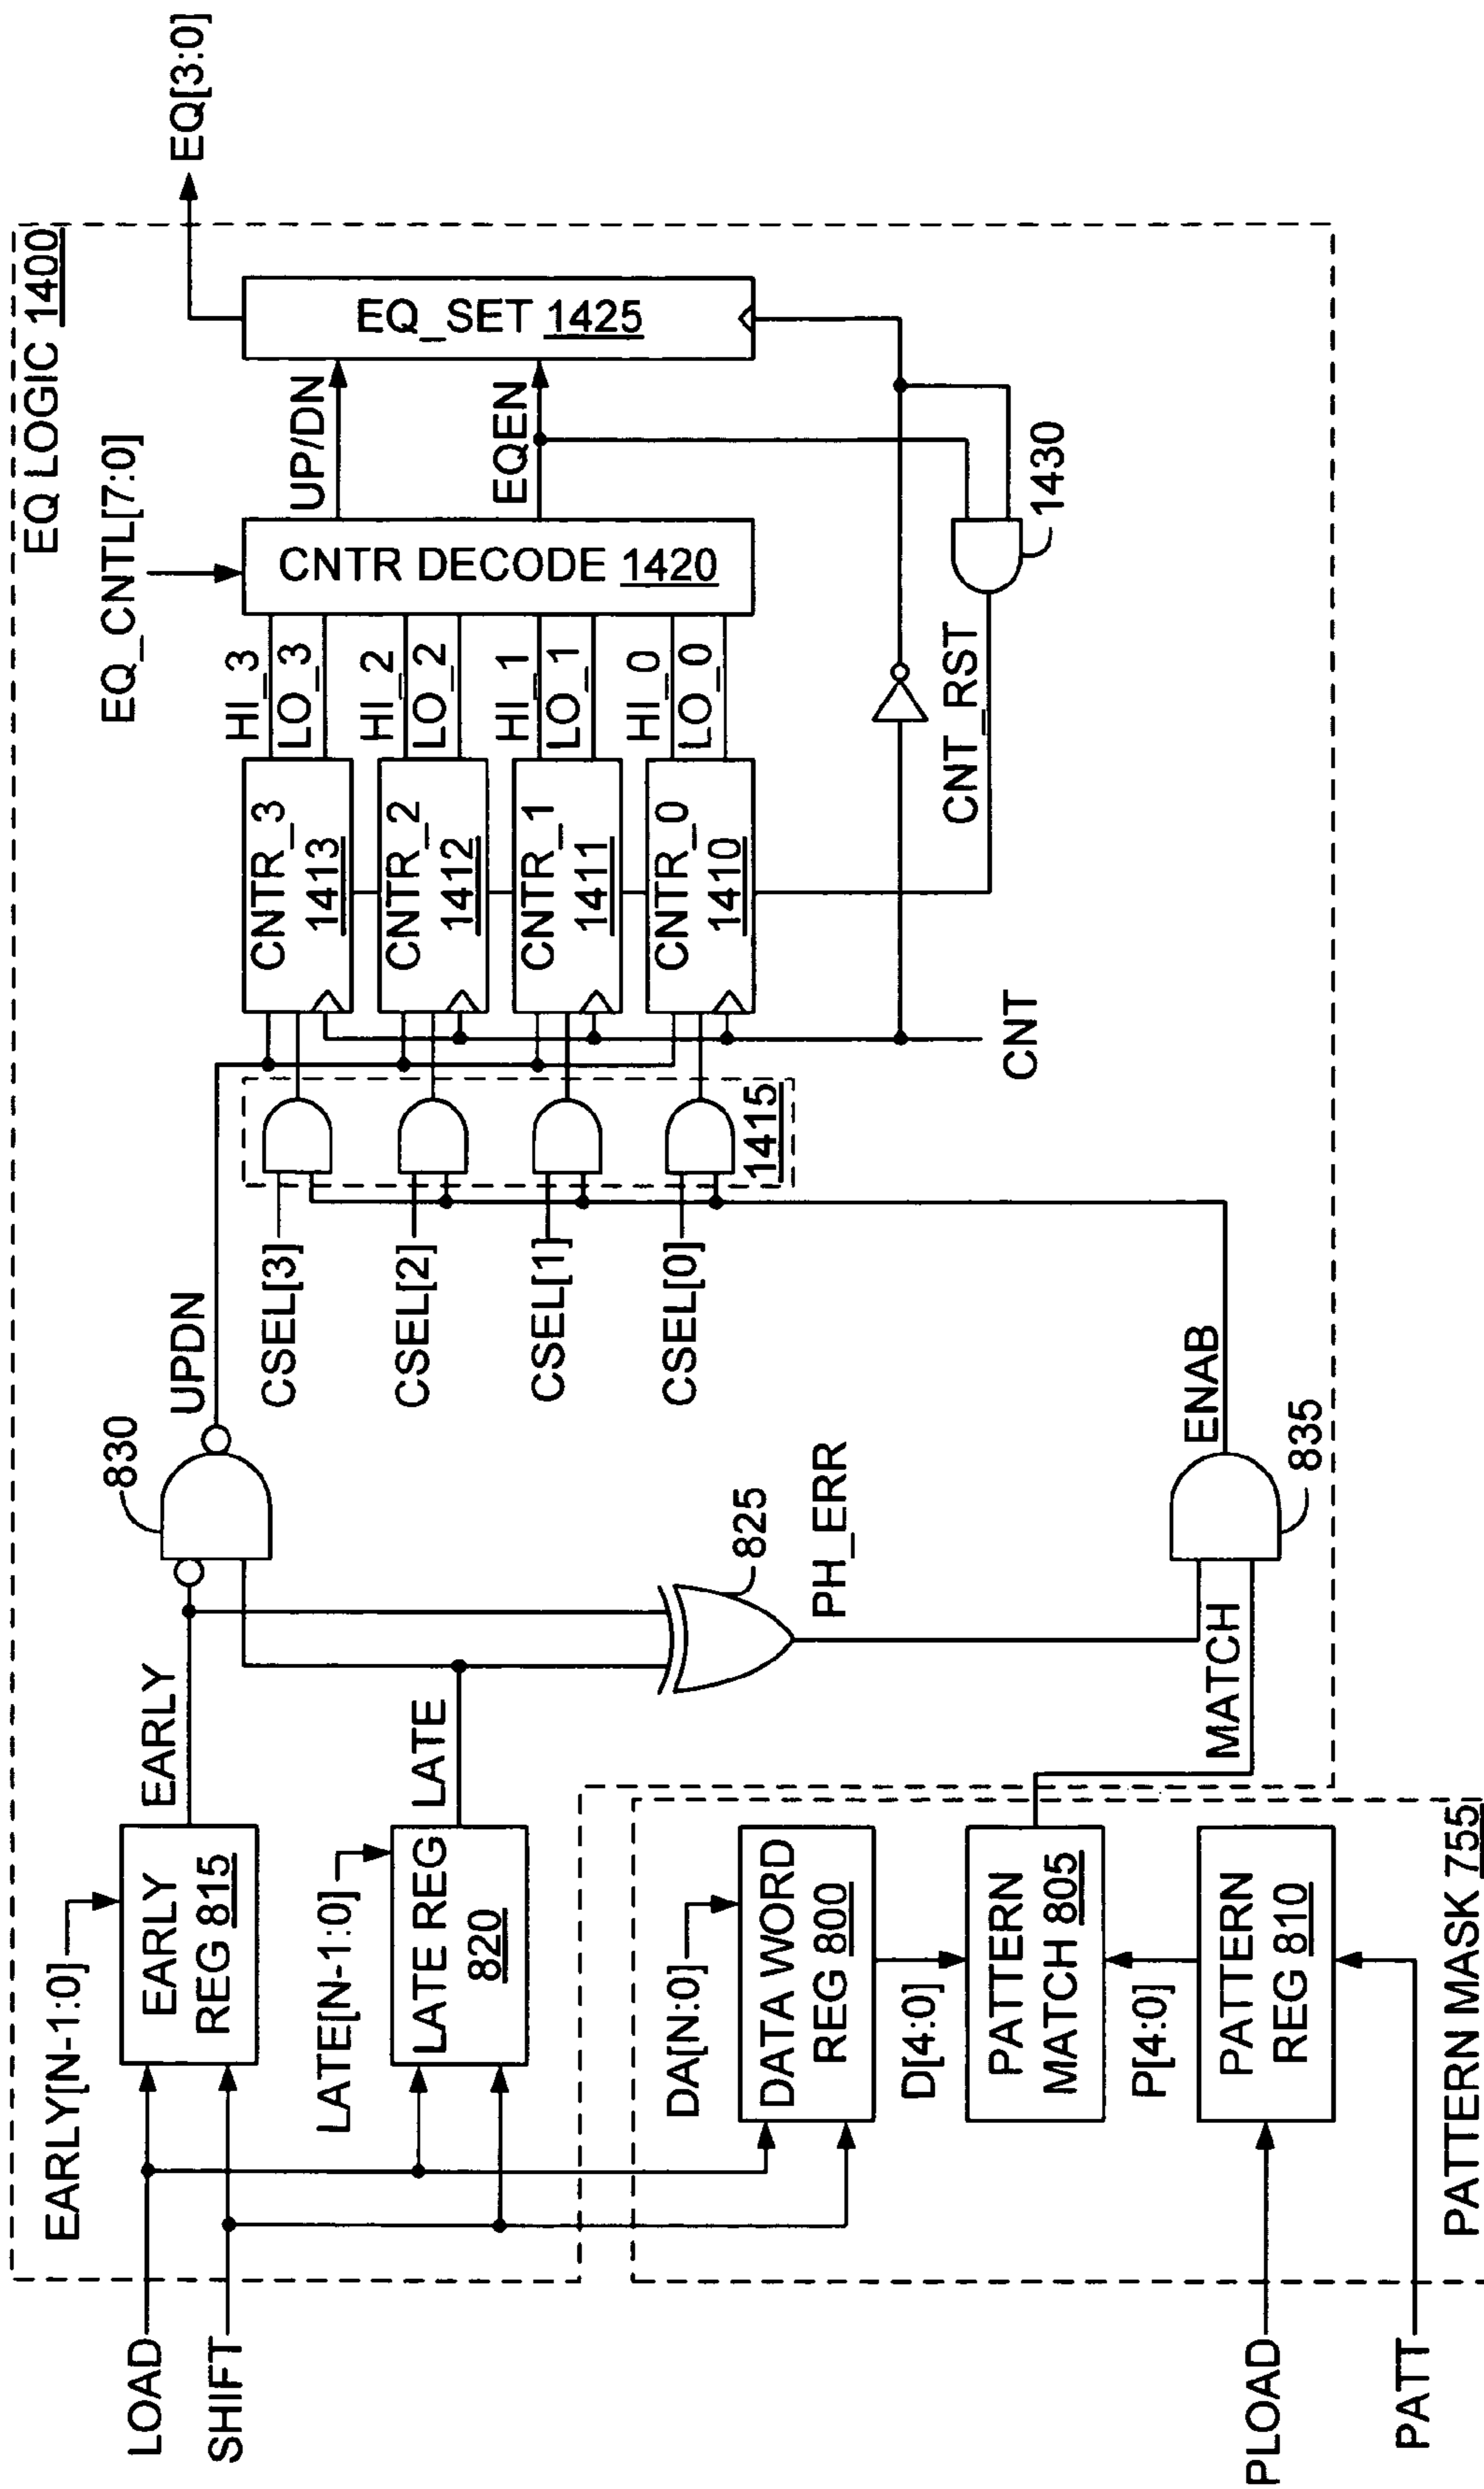 EQ LOGIC 1400
EQ_CNTL[7:0]
EQ[3:0]
LOAD
SHIFT
EARLY[N-1:0]
EARLY
REG 815
EARLY
LATE[N-1:0]
LATE REG
820
LATE
830
UPDN
825
PH_ERR
CSEL[3]
CSEL[2]
CSEL[1]
CSEL[0]
1415
CNTR_3
1413
CNTR_2
1412
CNTR_1
1411
CNTR_0
1410
HI_3
LO_3
HI_2
LO_2
HI_1
LO_1
HI_0
LO_0
CNTR DECODE 1420
UP/DN
EQEN
EQ_SET 1425
CNT
CNT_RST
1430
DA[N:0]
DATA WORD
REG 800
D[4:0]
PATTERN
MATCH 805
P[4:0]
PATTERN
REG 810
MATCH
ENAB
835
PLOAD
PATT
PATTERN MASK 755